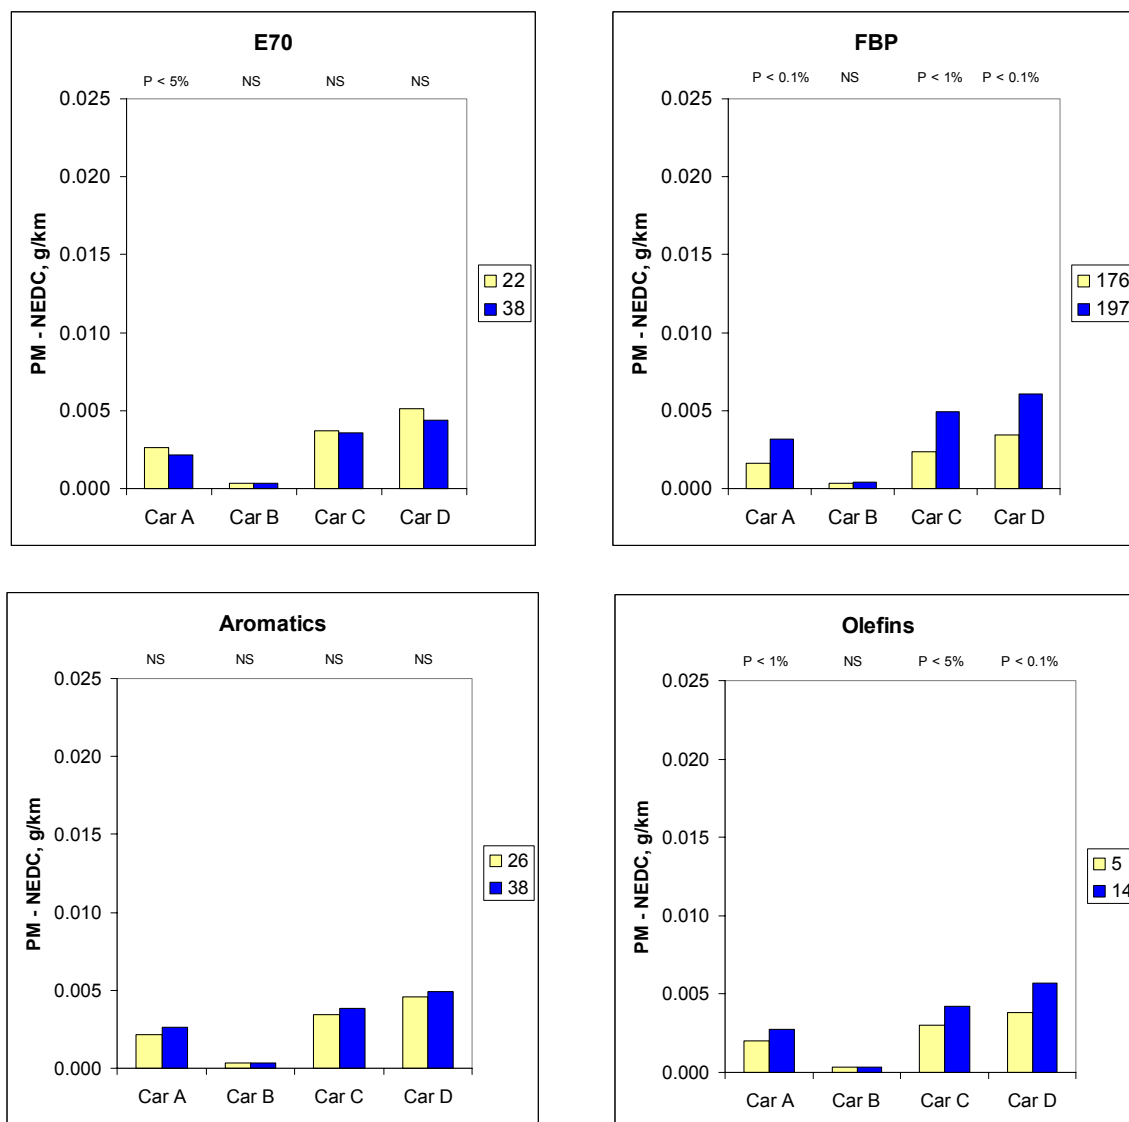 E70
P < 5% NS NS NS
0.025
0.020
0.015
0.010
0.005
0.000
PM - NEDC, g/km
Car A Car B Car C Car D
22
38
FBP
P < 0.1% NS P < 1% P < 0.1%
0.025
0.020
0.015
0.010
0.005
0.000
PM - NEDC, g/km
Car A Car B Car C Car D
176
197
Aromatics
NS NS NS NS
0.025
0.020
0.015
0.010
0.005
0.000
PM - NEDC, g/km
Car A Car B Car C Car D
26
38
Olefins
P < 1% NS P < 5% P < 0.1%
0.025
0.020
0.015
0.010
0.005
0.000
PM - NEDC, g/km
Car A Car B Car C Car D
5
14